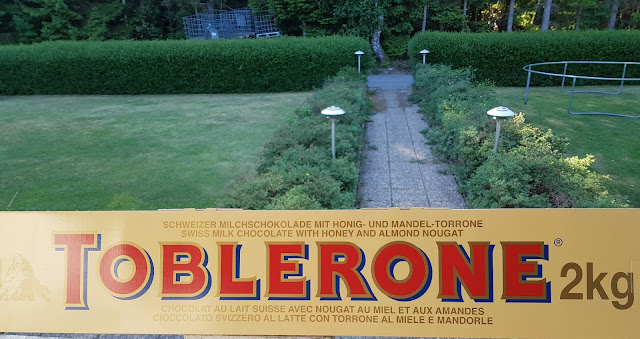 SCHWEIZER MILCHSCHOKOLADE MIT HONIG- UND MANDEL-TORRONE
SWISS MILK CHOCOLATE WITH HONEY AND ALMOND NOUGAT
TOBLERONE® 2kg
CHOCOLAT AU LAIT SUISSE AVEC NOUGAT AU MIEL ET AUX AMANDES
CIOCCOLATO SVIZZERO AL LATTE CON TORRONE AL MIELE E MANDORLE